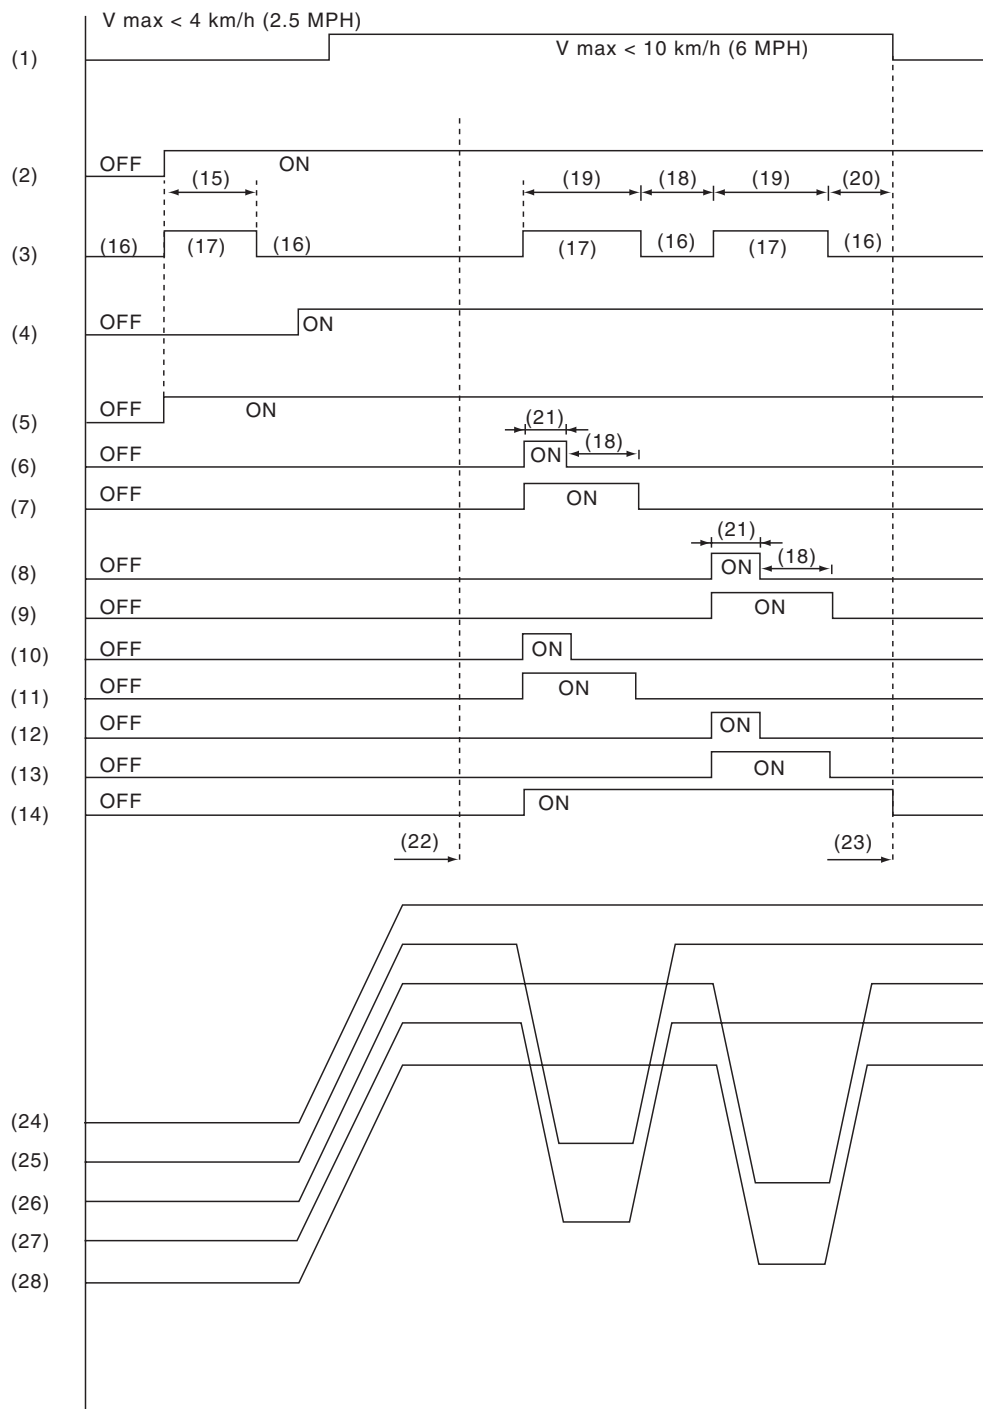 V max < 4 km/h (2.5 MPH)
(1)
V max < 10 km/h (6 MPH)
(2) OFF ON
(15) (19) (18) (19) (20)
(3) (16) (17) (16) (17) (16) (17) (16)
(4) OFF ON
(5) OFF ON
(21)
(18)
(6) OFF ON
(7) OFF ON
(21)
(18)
(8) OFF ON
(9) OFF ON
(10) OFF ON
(11) OFF ON
(12) OFF ON
(13) OFF ON
(14) OFF ON
(22) (23)
(24)
(25)
(26)
(27)
(28)